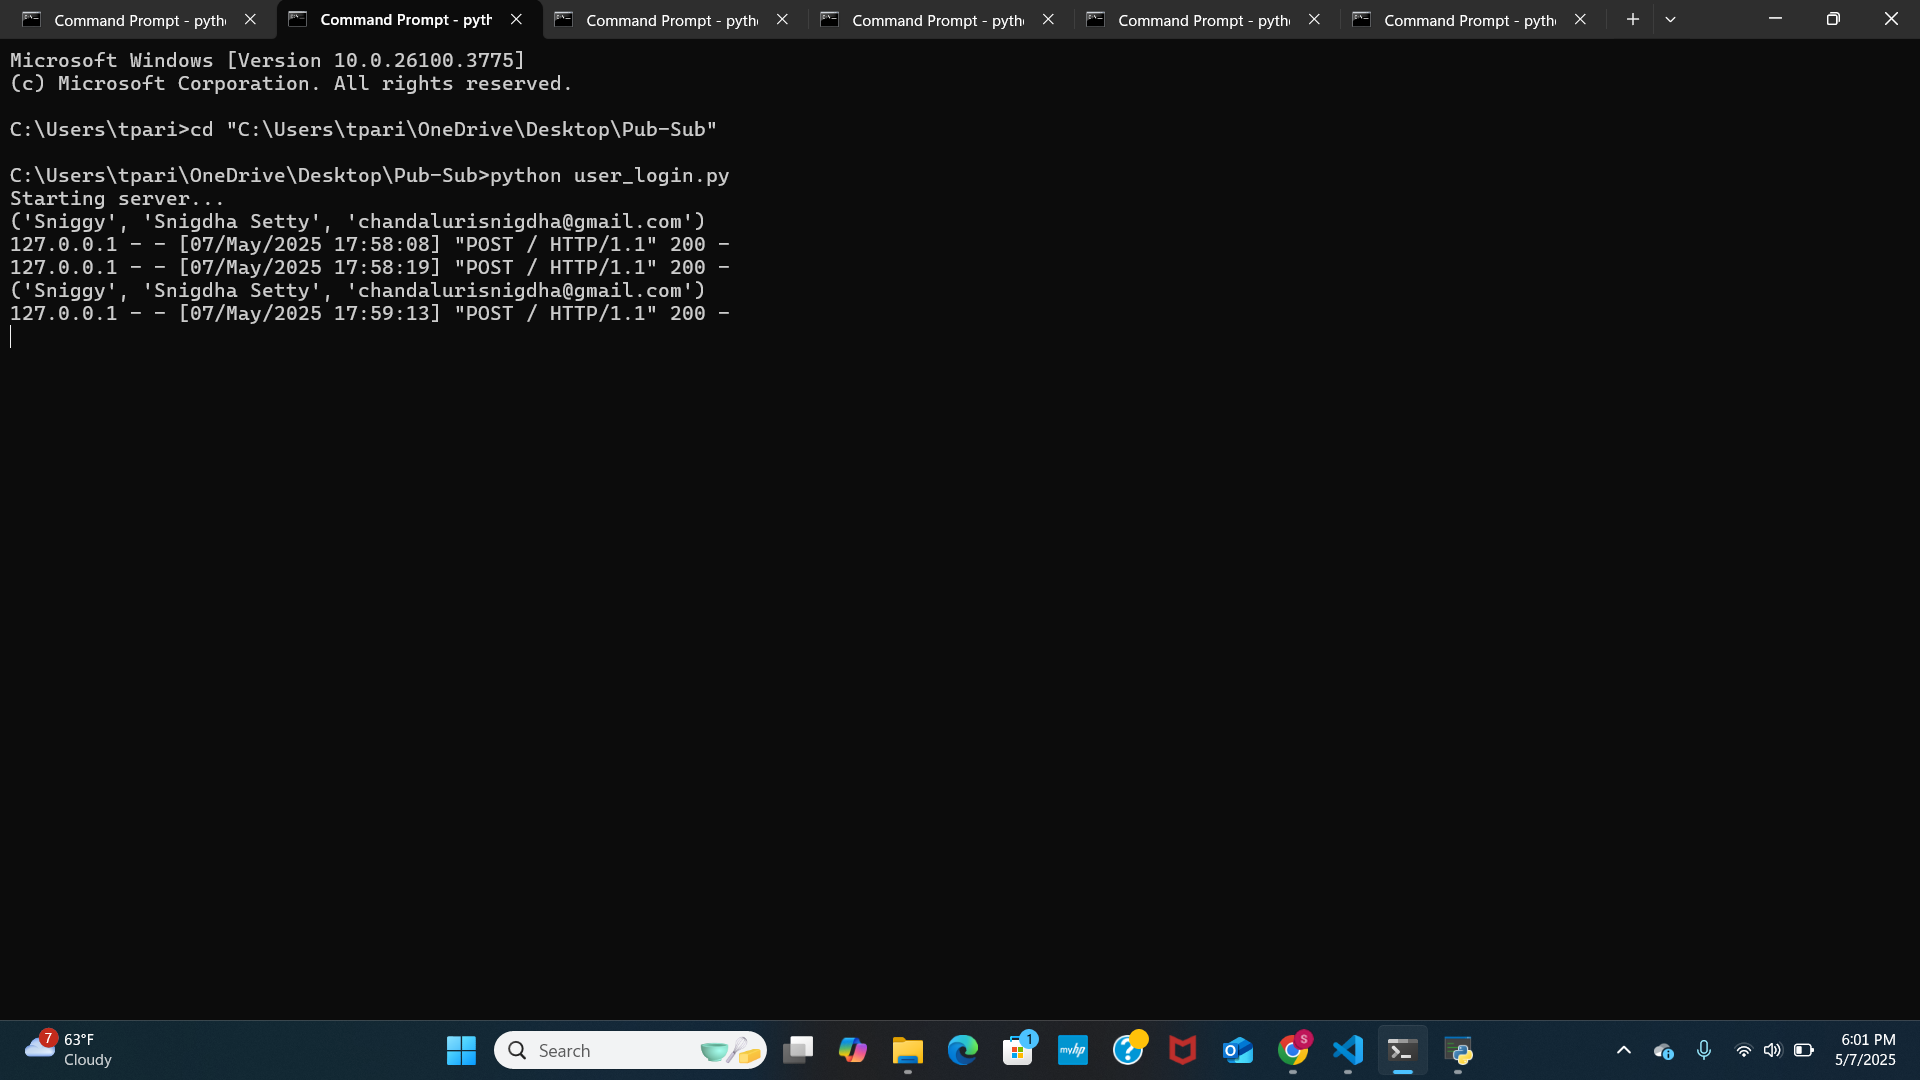 Command Prompt - pyth
Command Prompt - pyth
Command Prompt - pyth
Command Prompt - pyth
Command Prompt - pyth
Command Prompt - pyth
Microsoft Windows [Version 10.0.26100.3775]
(c) Microsoft Corporation. All rights reserved.
C:\Users\tpari>cd "C:\Users\tpari\OneDrive\Desktop\Pub-Sub"
C:\Users\tpari\OneDrive\Desktop\Pub-Sub>python user_login.py
Starting server...
('Sniggy', 'Snigdha Setty', 'chandalurisnigdha@gmail.com')
127.0.0.1 - - [07/May/2025 17:58:08] "POST / HTTP/1.1" 200 -
127.0.0.1 - - [07/May/2025 17:58:19] "POST / HTTP/1.1" 200 -
('Sniggy', 'Snigdha Setty', 'chandalurisnigdha@gmail.com')
127.0.0.1 - - [07/May/2025 17:59:13] "POST / HTTP/1.1" 200 -
7
63°F
Cloudy
Search
1
myhp
S
6:01 PM
5/7/2025